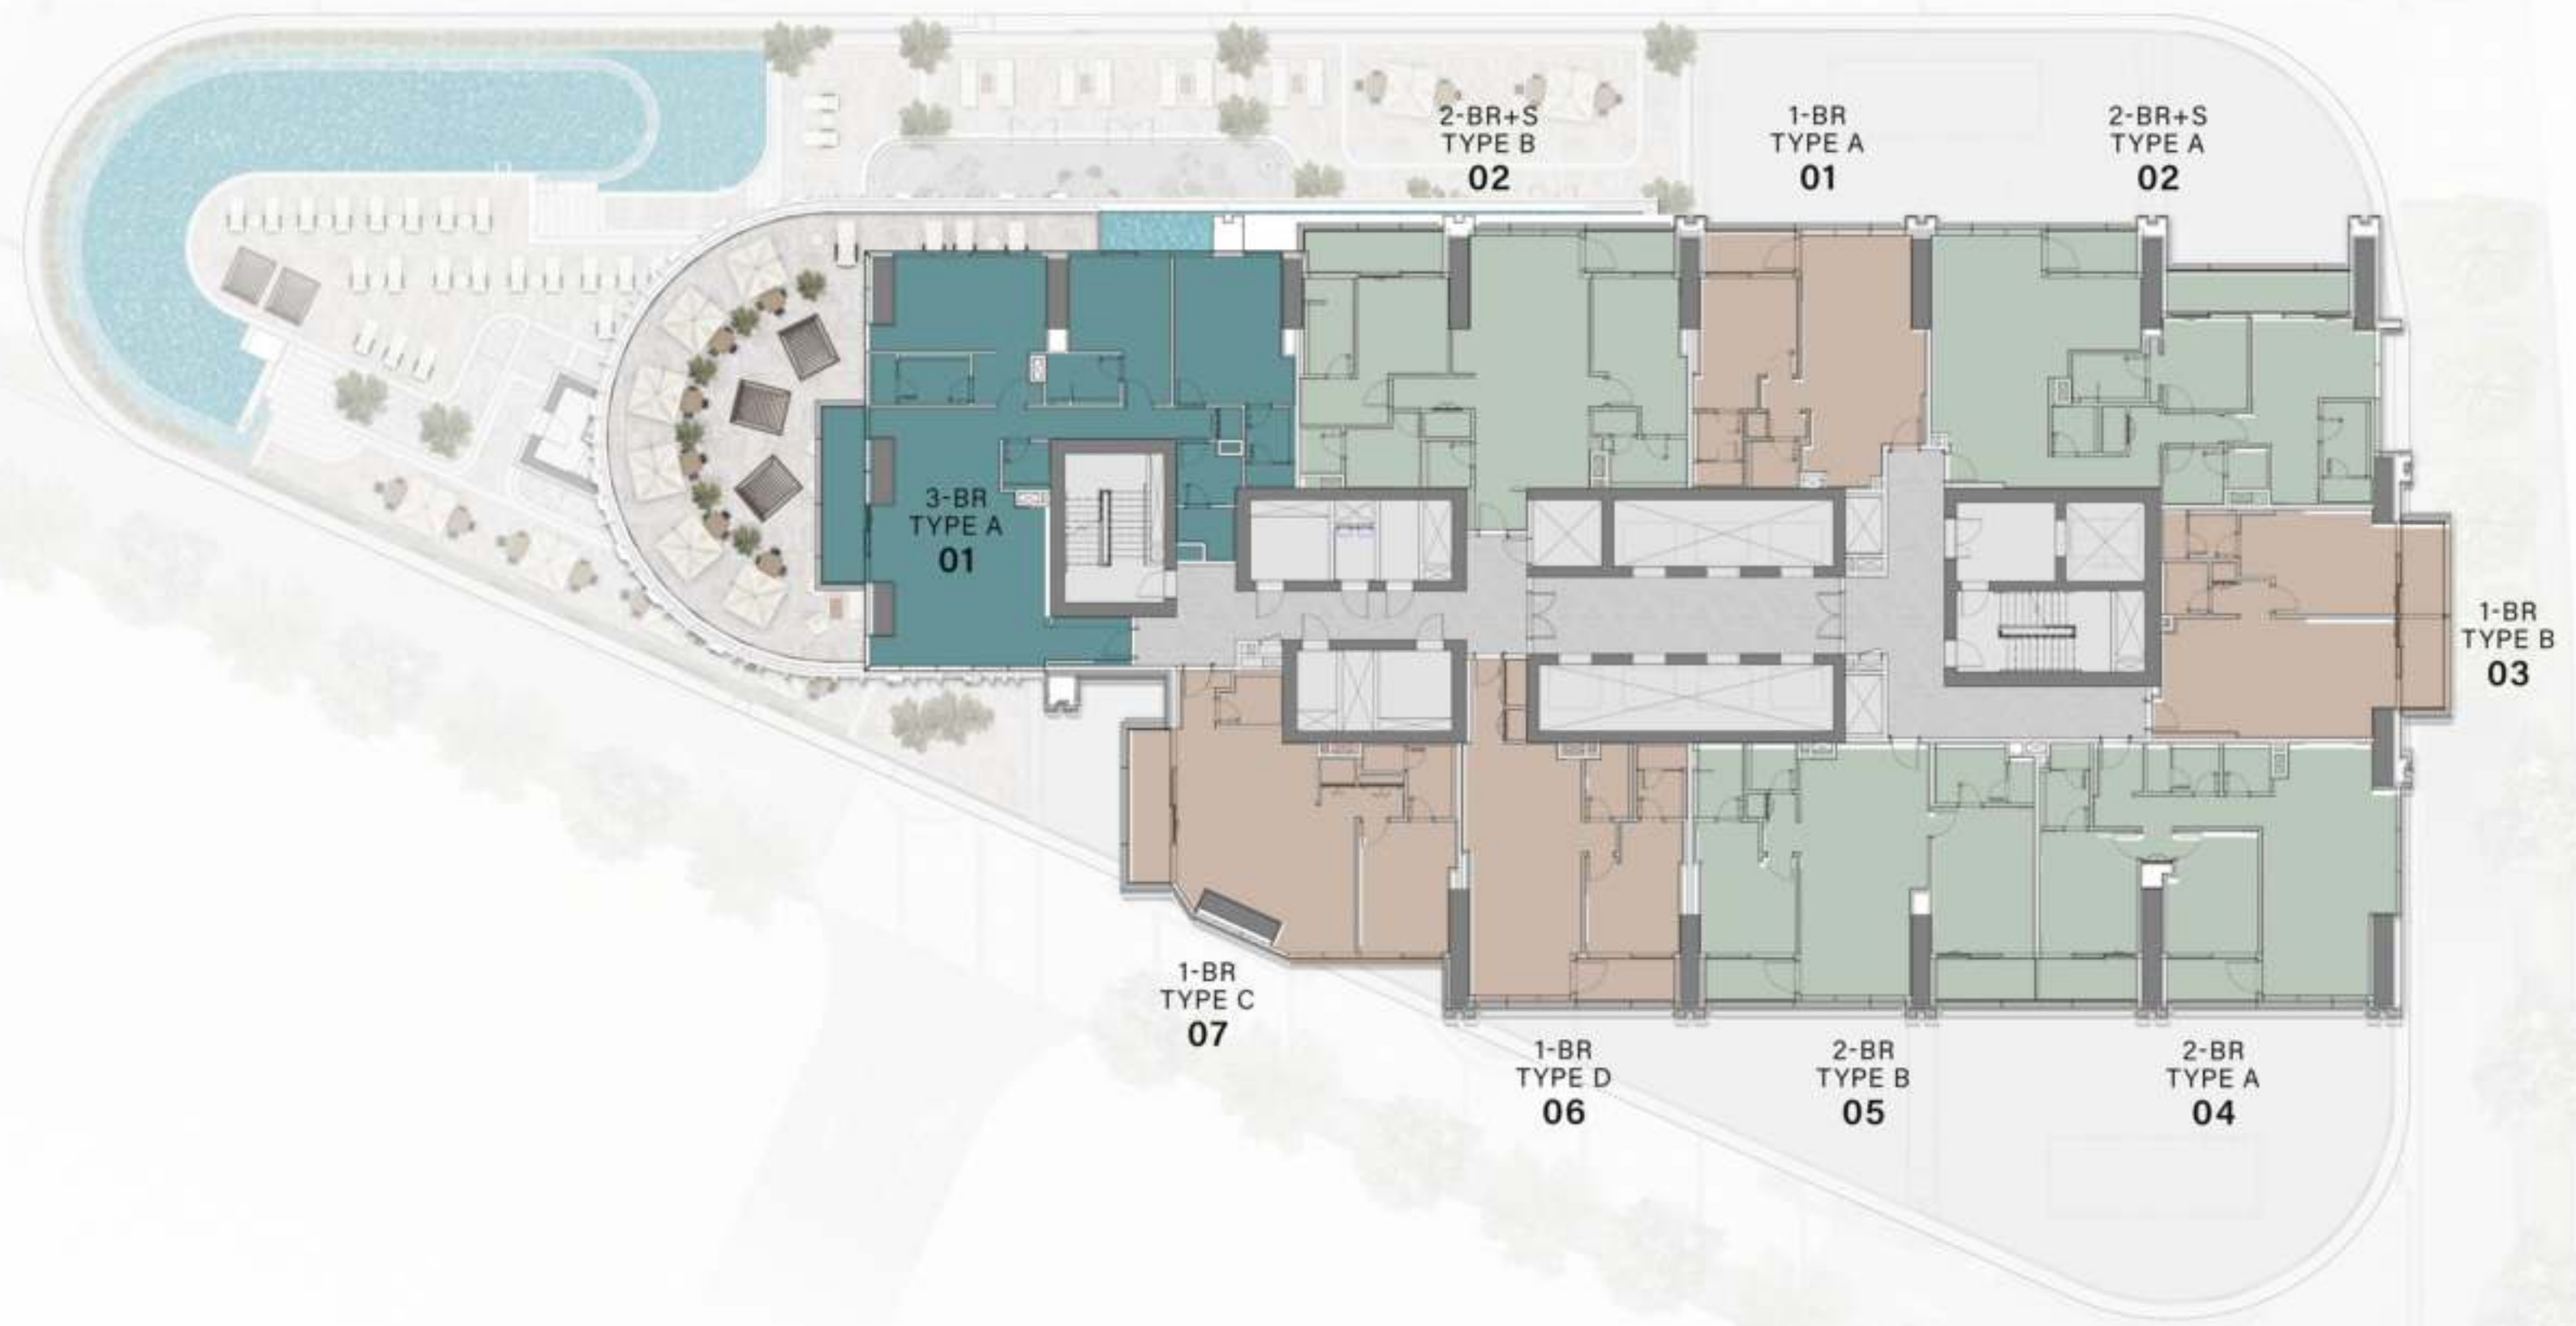 2-BR+S
TYPE B
02
1-BR
TYPE A
01
2-BR+S
TYPE A
02
3-BR
TYPE A
01
1-BR
TYPE B
03
1-BR
TYPE C
07
1-BR
TYPE D
06
2-BR
TYPE B
05
2-BR
TYPE A
04